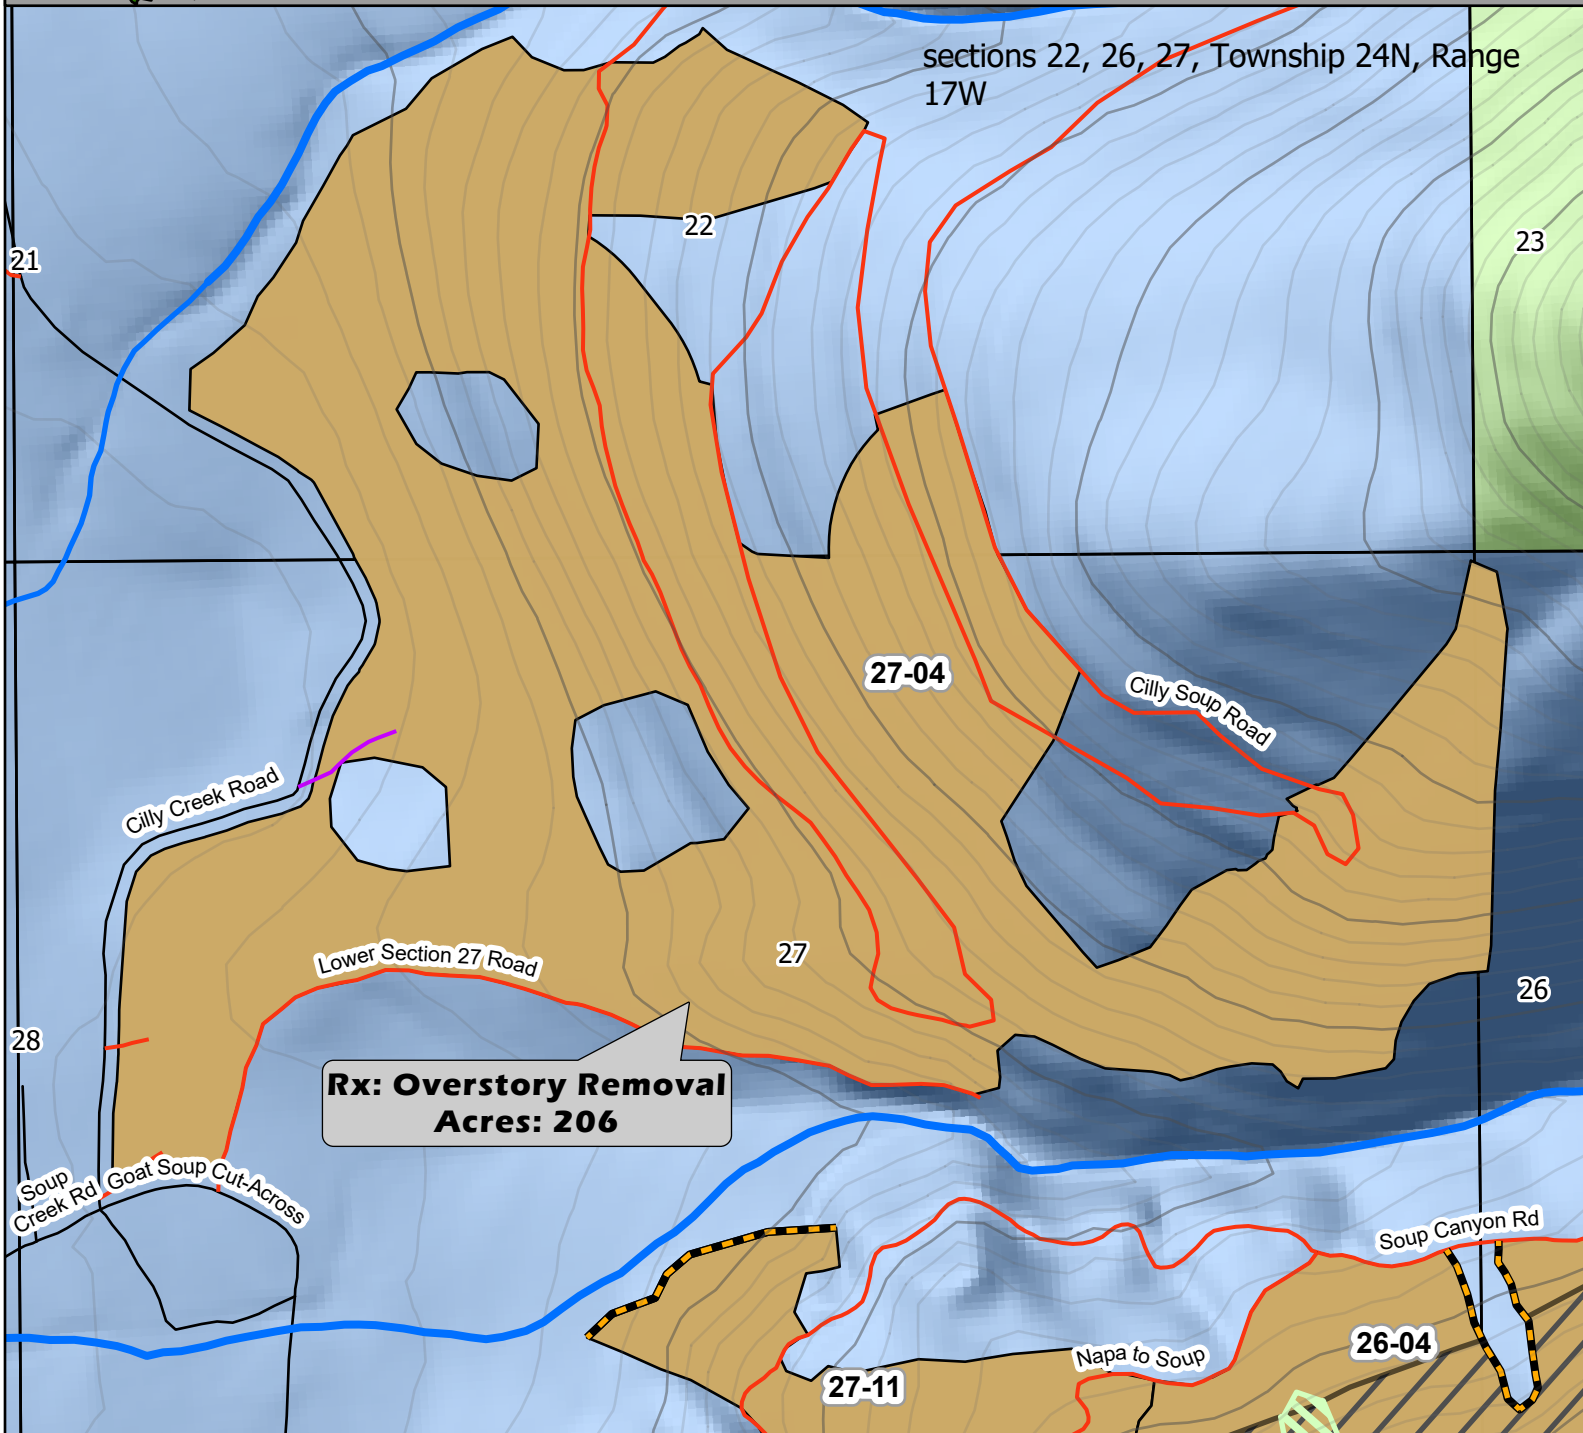 sections 22, 26, 27, Township 24N, Range
17W
22
21
23
27-04
Cilly Soup Road
Cilly Creek Road
Lower Section 27 Road
27
26
28
Rx: Overstory Removal
Acres: 206
Soup
Creek Rd
Goat Soup Cut-Across
Soup Canyon Rd
Napa to Soup
26-04
27-11